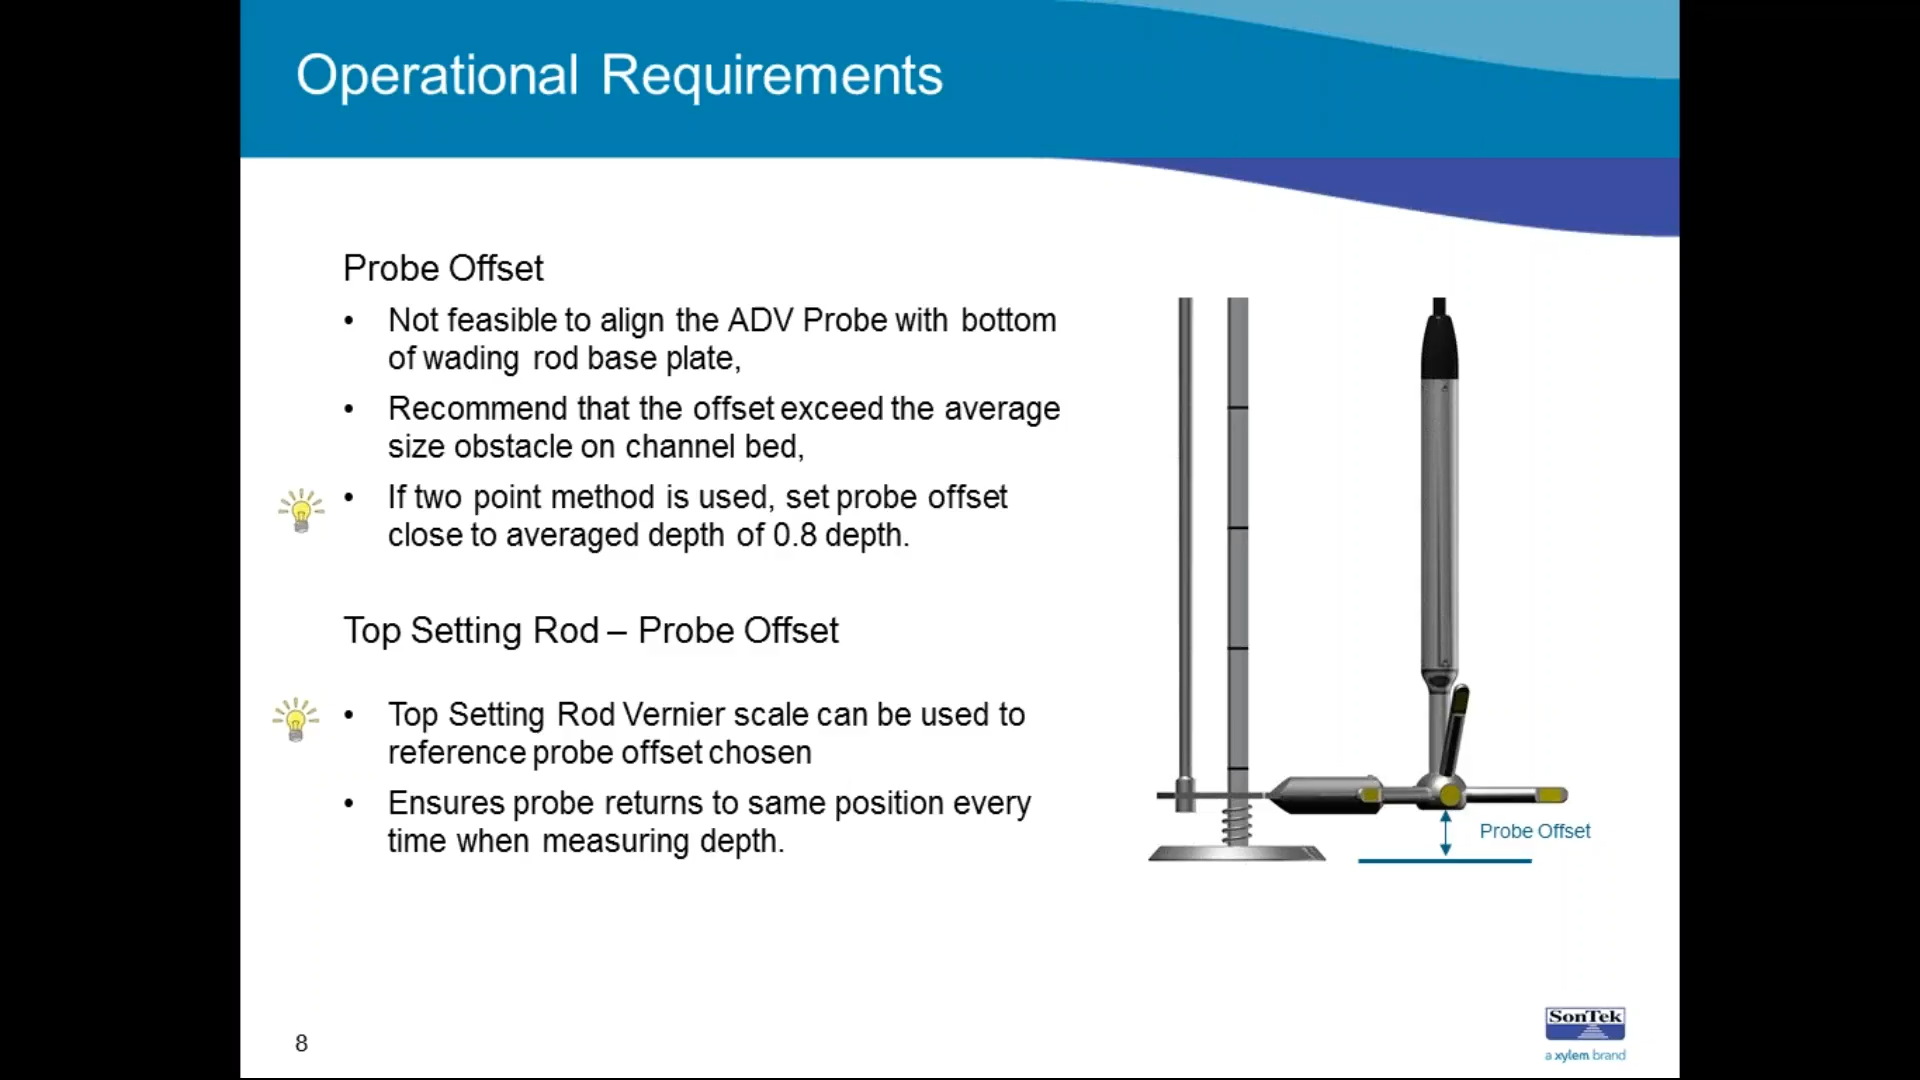 Operational Requirements
Probe Offset
• Not feasible to align the ADV Probe with bottom
of wading rod base plate,
• Recommend that the offset exceed the average
size obstacle on channel bed,
• If two point method is used, set probe offset
close to averaged depth of 0.8 depth.
Top Setting Rod – Probe Offset
• Top Setting Rod Vernier scale can be used to
reference probe offset chosen
• Ensures probe returns to same position every
time when measuring depth.
Probe Offset
8
SonTek
a xylem brand